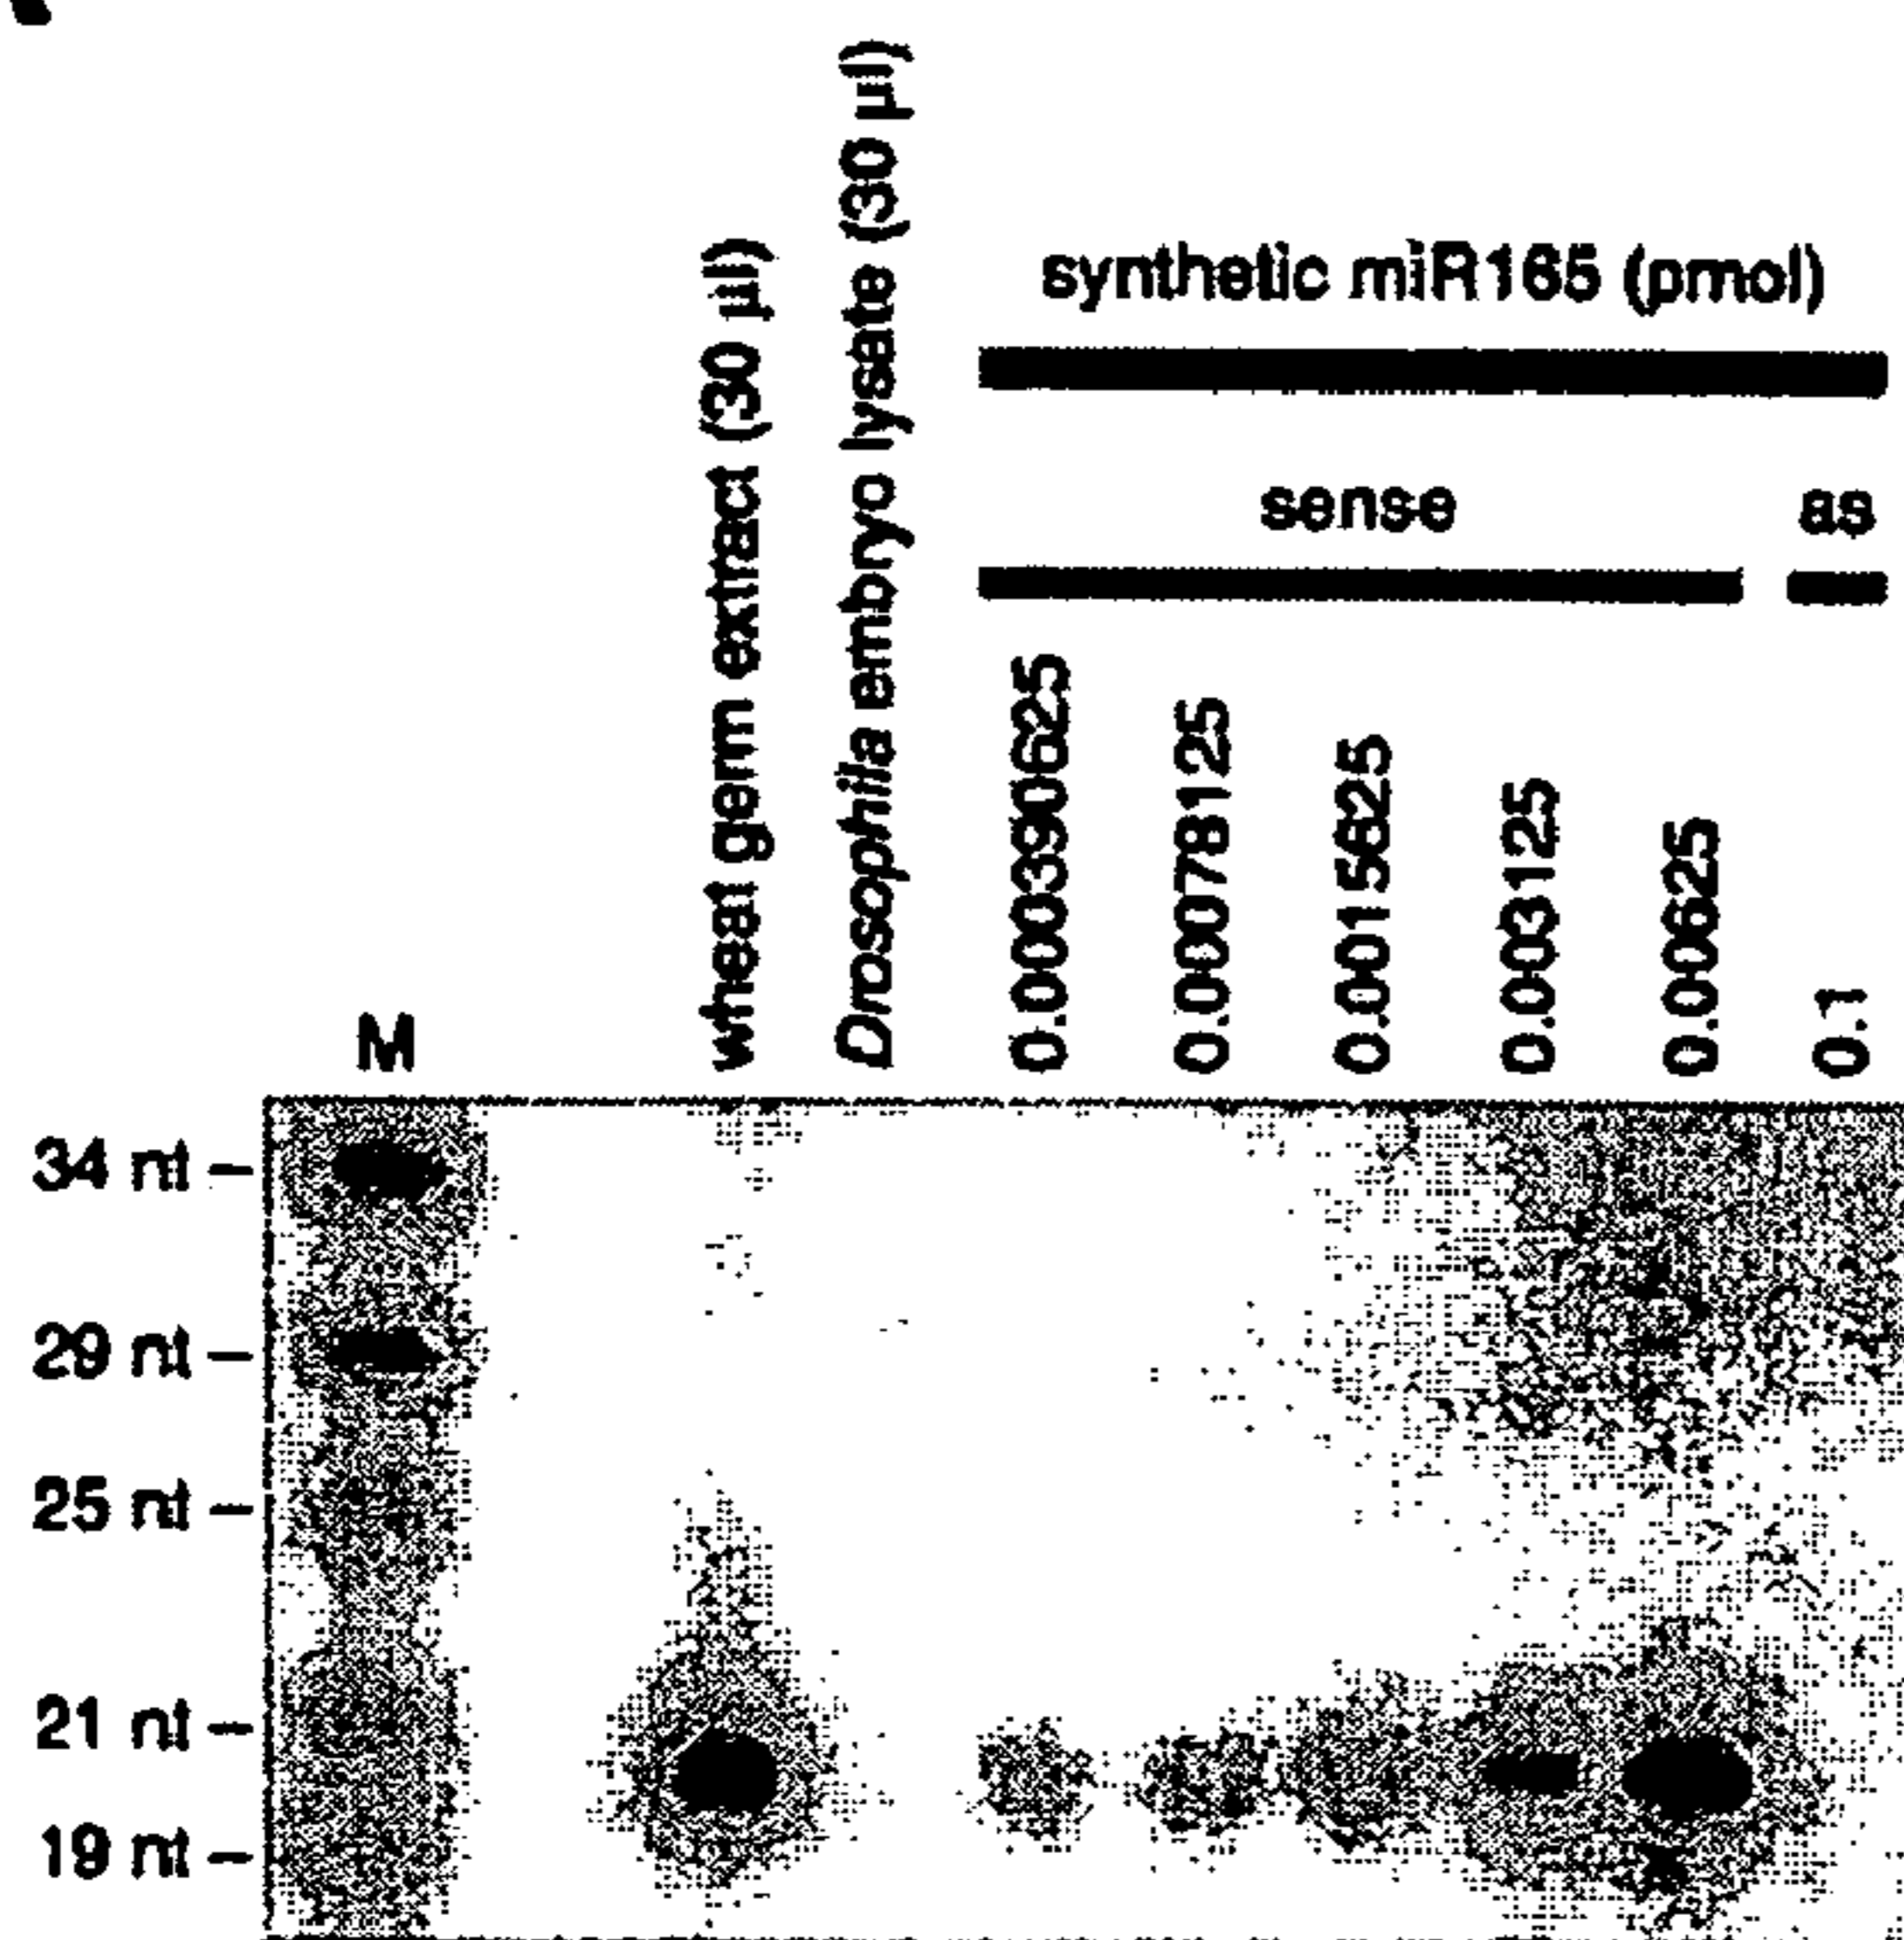 wheat germ extract (30 µl)
Drosophila embryo lysate (30 µl)
synthetic miR165 (pmol)
sense
as
0.000390625
0.00078125
0.0015625
0.003125
0.00625
0.1
M
34 nt
29 nt
25 nt
21 nt
19 nt